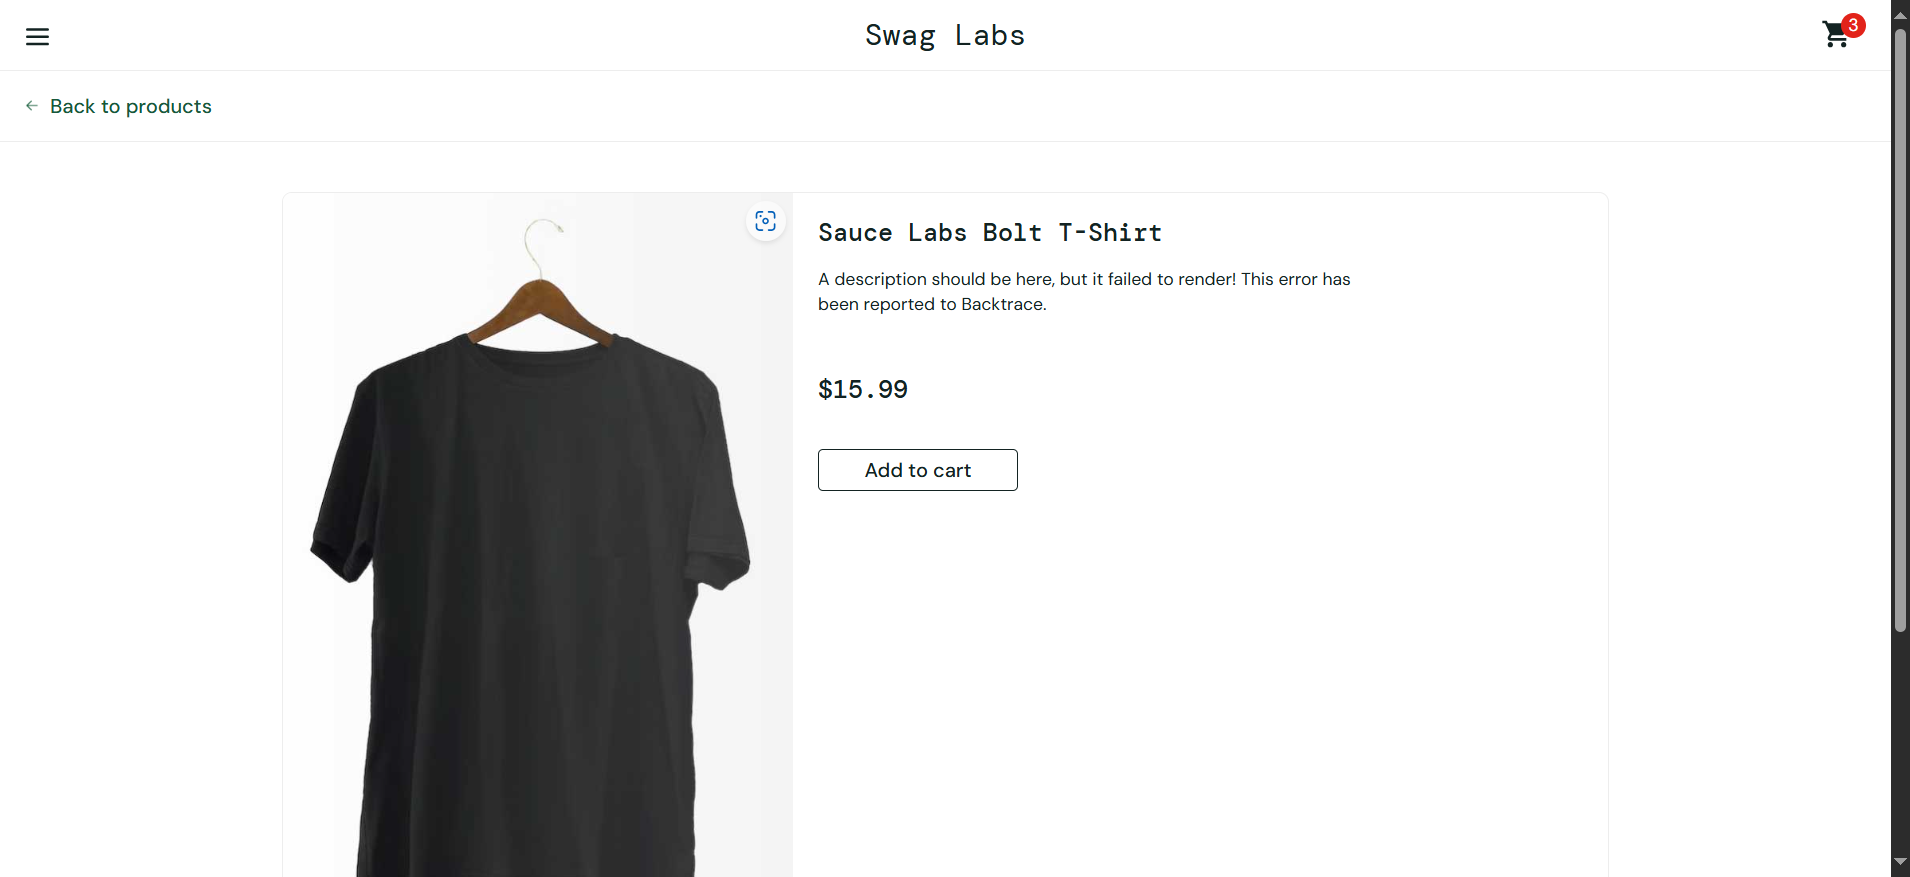 Swag Labs
3
Back to products
Sauce Labs Bolt T-Shirt
A description should be here, but it failed to render! This error has
been reported to Backtrace.
$15.99
Add to cart